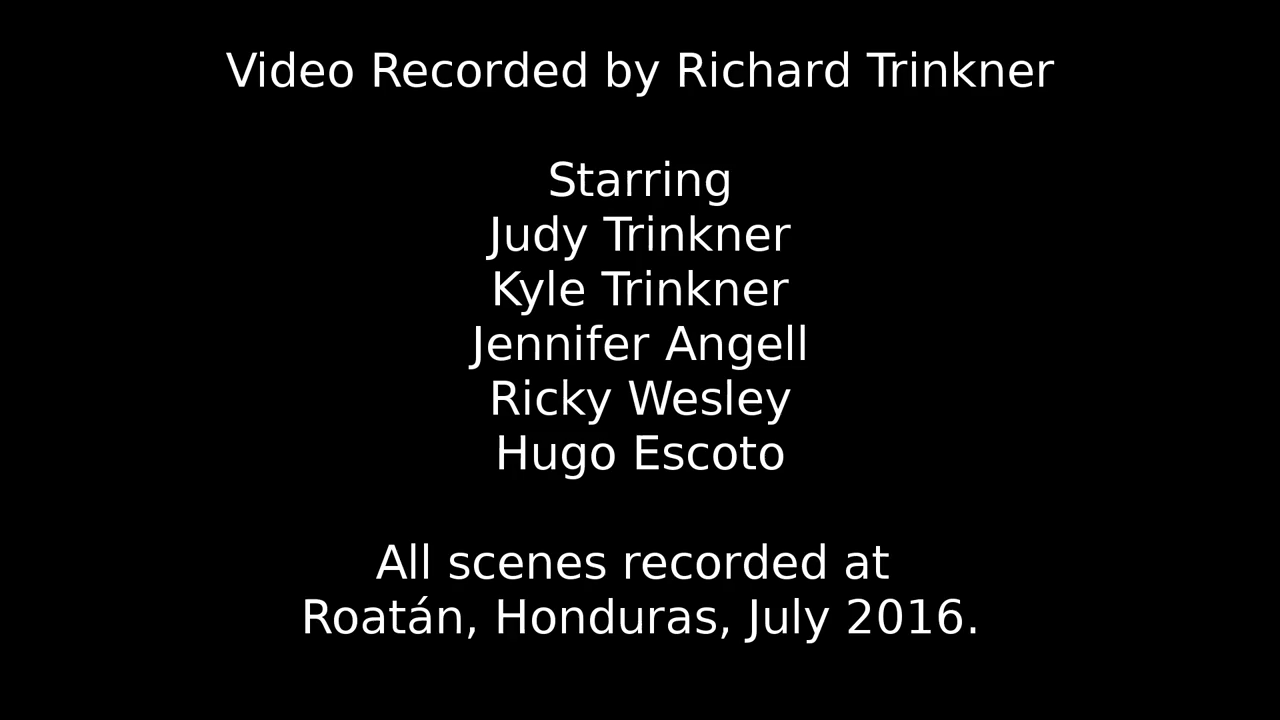 Video Recorded by Richard Trinkner
Starring
Judy Trinkner
Kyle Trinkner
Jennifer Angell
Ricky Wesley
Hugo Escoto
All scenes recorded at
Roatán, Honduras, July 2016.